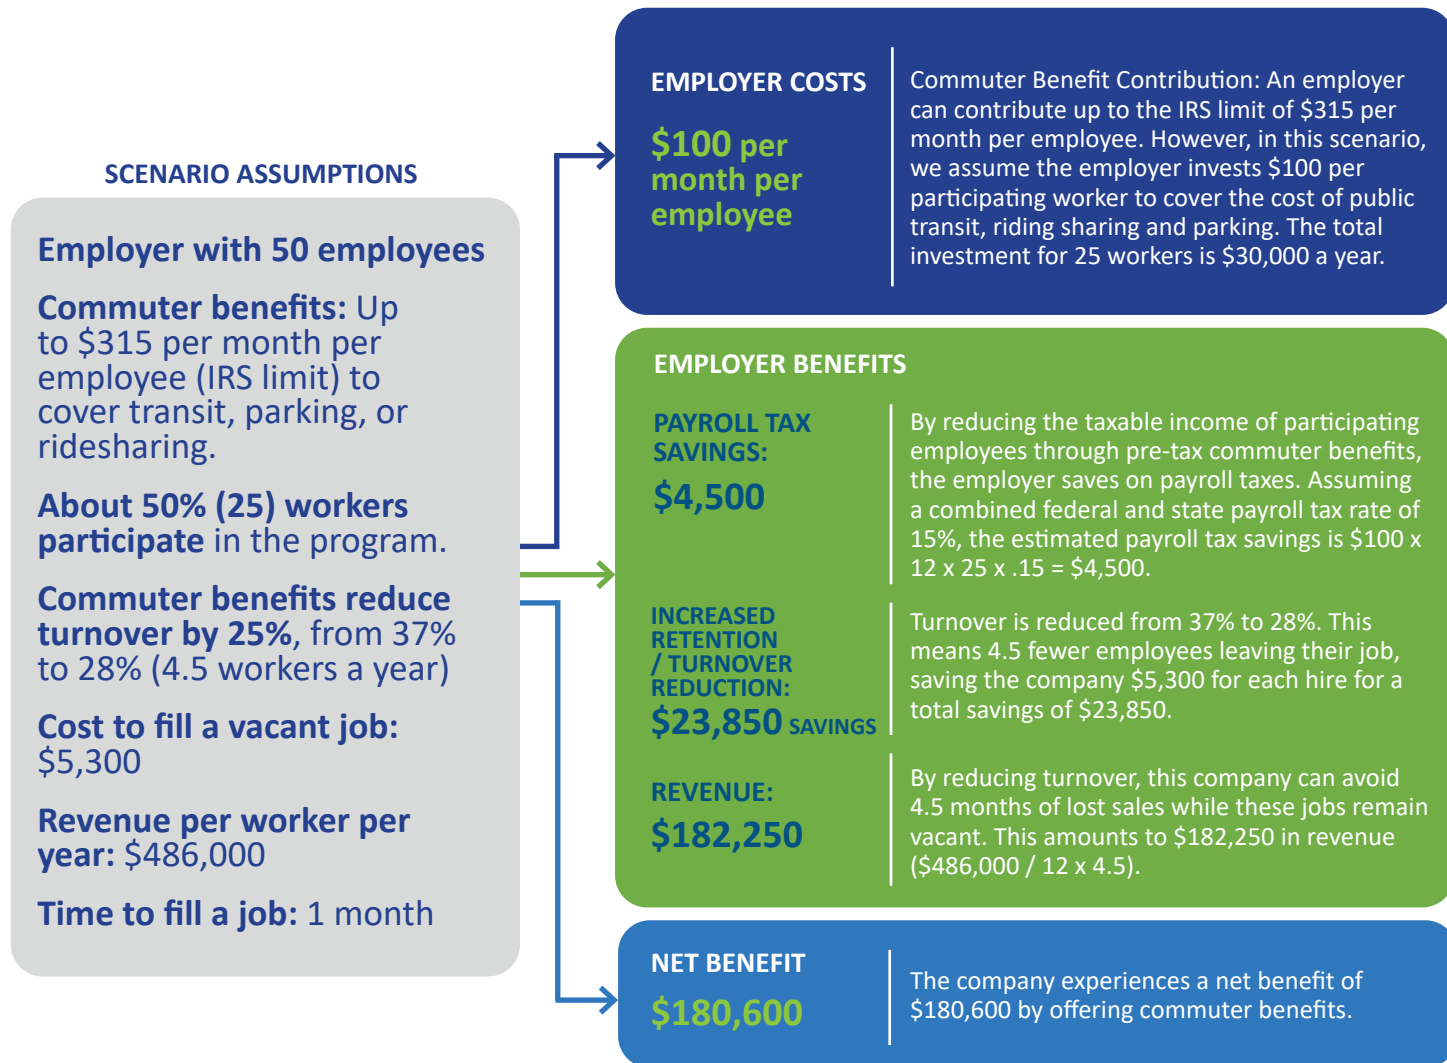 SCENARIO ASSUMPTIONS
Employer with 50 employees
Commuter benefits: Up
to $315 per month per
employee (IRS limit) to
cover transit, parking, or
ridesharing.
About 50% (25) workers
participate in the program.
Commuter benefits reduce
turnover by 25%, from 37%
to 28% (4.5 workers a year)
Cost to fill a vacant job:
$5,300
Revenue per worker per
year: $486,000
Time to fill a job: 1 month
EMPLOYER COSTS
$100 per
month per
employee
Commuter Benefit Contribution: An employer
can contribute up to the IRS limit of $315 per
month per employee. However, in this scenario,
we assume the employer invests $100 per
participating worker to cover the cost of public
transit, riding sharing and parking. The total
investment for 25 workers is $30,000 a year.
EMPLOYER BENEFITS
PAYROLL TAX
SAVINGS:
$4,500
By reducing the taxable income of participating
employees through pre-tax commuter benefits,
the employer saves on payroll taxes. Assuming
a combined federal and state payroll tax rate of
15%, the estimated payroll tax savings is $100 x
12 x 25 x .15 = $4,500.
INCREASED
RETENTION
/ TURNOVER
REDUCTION:
$23,850 SAVINGS
Turnover is reduced from 37% to 28%. This
means 4.5 fewer employees leaving their job,
saving the company $5,300 for each hire for a
total savings of $23,850.
REVENUE:
$182,250
By reducing turnover, this company can avoid
4.5 months of lost sales while these jobs remain
vacant. This amounts to $182,250 in revenue
($486,000 / 12 x 4.5).
NET BENEFIT
$180,600
The company experiences a net benefit of
$180,600 by offering commuter benefits.